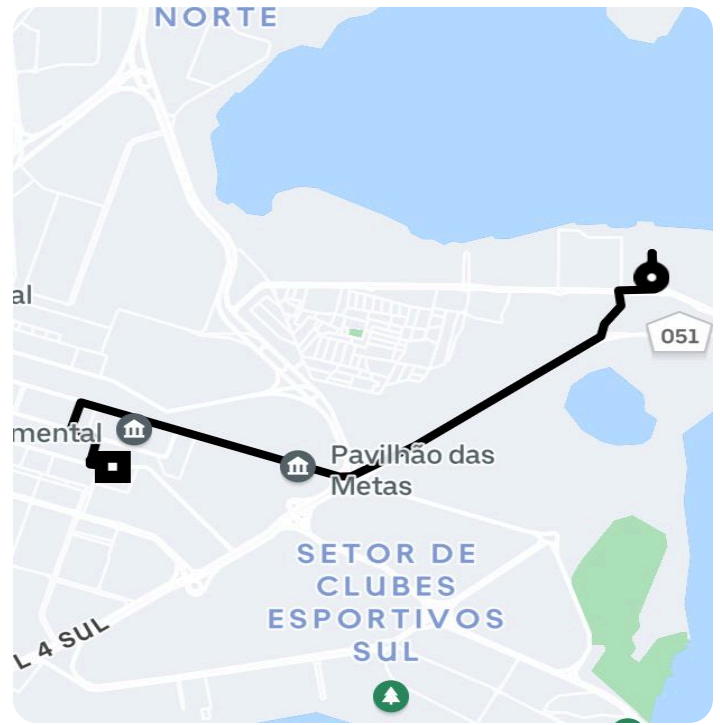 NORTE
al
051
mental
Pavilhão das
Metas
SETOR DE
CLUBES
ESPORTIVOS
SUL
L 4 SUL